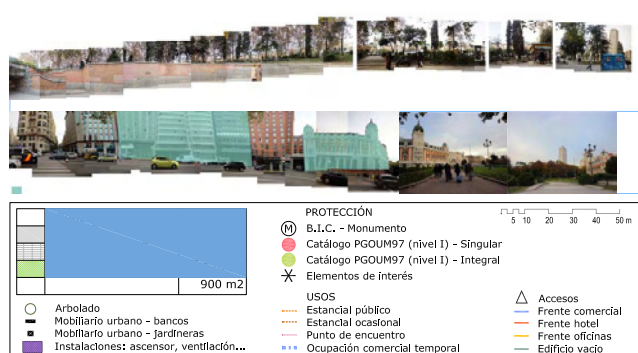 PROTECCIÓN
B.I.C. - Monumento
M
Catálogo PGOUM97 (nivel I) - Singular
Catálogo PGOUM97 (nivel I) - Integral
Elementos de interés
5 10 20 30 40 50 m
900 m2
Arbolado
Mobiliario urbano - bancos
Mobiliario urbano - jardineras
Instalaciones: ascensor, ventilación...
USOS
Estancial público
Estancial ocasional
Punto de encuentro
Ocupación comercial temporal
Accesos
Frente comercial
Frente hotel
Frente oficinas
Edificio vacío